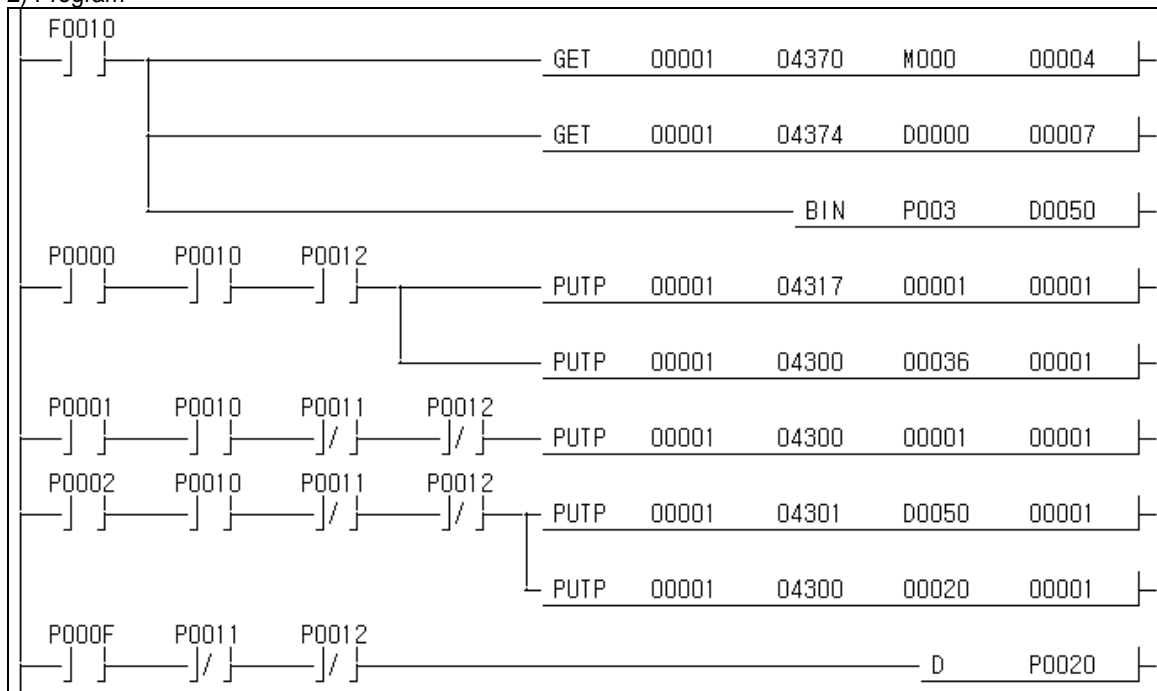 2) Program
F0010
GET 00001 04370 M000 00004
GET 00001 04374 D0000 00007
BIN P003 D0050
P0000 P0010 P0012
PUTP 00001 04317 00001 00001
PUTP 00001 04300 00036 00001
P0001 P0010 P0011 P0012
PUTP 00001 04300 00001 00001
P0002 P0010 P0011 P0012
PUTP 00001 04301 D0050 00001
PUTP 00001 04300 00020 00001
P000F P0011 P0012
D P0020